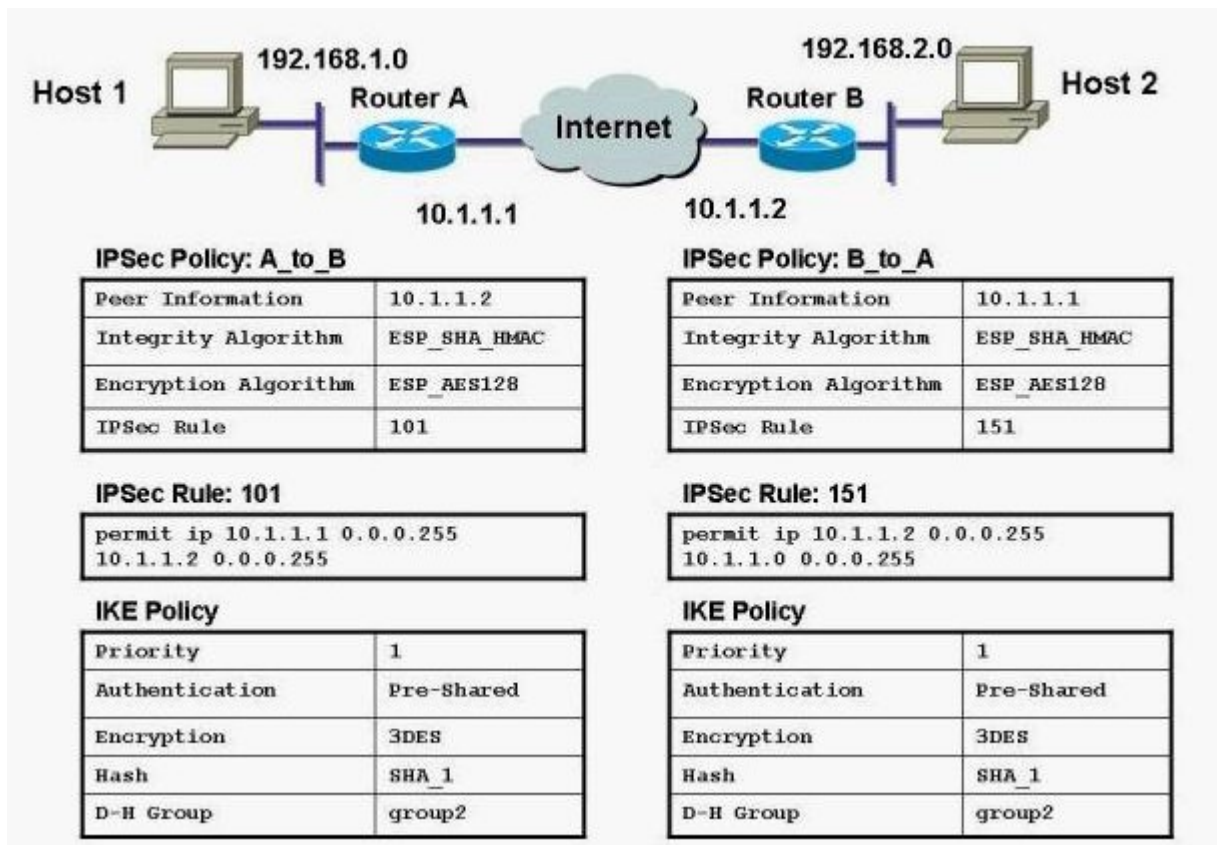 192.168.1.0
192.168.2.0
Host 1
Router A
Internet
Router B
Host 2
10.1.1.1
10.1.1.2
IPSec Policy: A_to_B
Peer Information 10.1.1.2
Integrity Algorithm ESP_SHA_HMAC
Encryption Algorithm ESP_AES128
IPSec Rule 101
IPSec Rule: 101
permit ip 10.1.1.1 0.0.0.255
10.1.1.2 0.0.0.255
IKE Policy
Priority 1
Authentication Pre-Shared
Encryption 3DES
Hash SHA_1
D-H Group group2
IPSec Policy: B_to_A
Peer Information 10.1.1.1
Integrity Algorithm ESP_SHA_HMAC
Encryption Algorithm ESP_AES128
IPSec Rule 151
IPSec Rule: 151
permit ip 10.1.1.2 0.0.0.255
10.1.1.0 0.0.0.255
IKE Policy
Priority 1
Authentication Pre-Shared
Encryption 3DES
Hash SHA_1
D-H Group group2